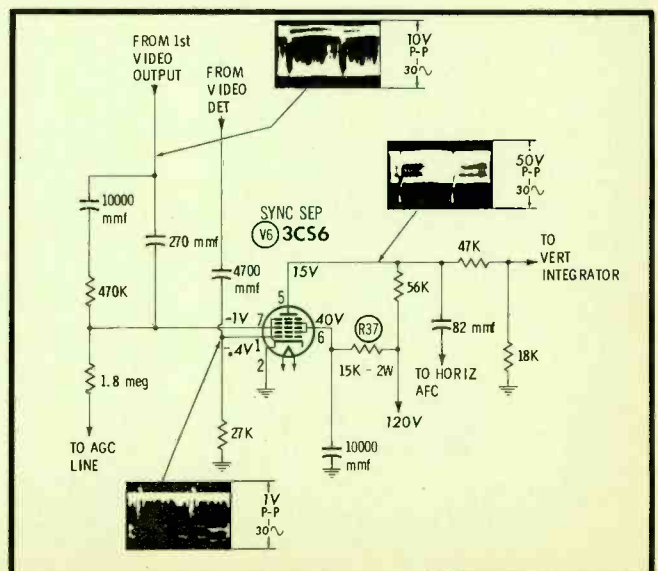 FROM 1st
VIDEO
OUTPUT
FROM
VIDEO
DET
10V
P-P
30∿
50V
P-P
30∿
10000
mmf
270 mmf
SYNC SEP
V6 3CS6
4700
mmf
15V
47K
TO
VERT
INTEGRATOR
56K
470K
5
-1V
7
40V
6
R37
82 mmf
-.4V
1
2
15K - 2W
18K
1.8 meg
TO HORIZ
AFC
27K
120V
TO AGC
LINE
10000
mmf
1V
P-P
30∿